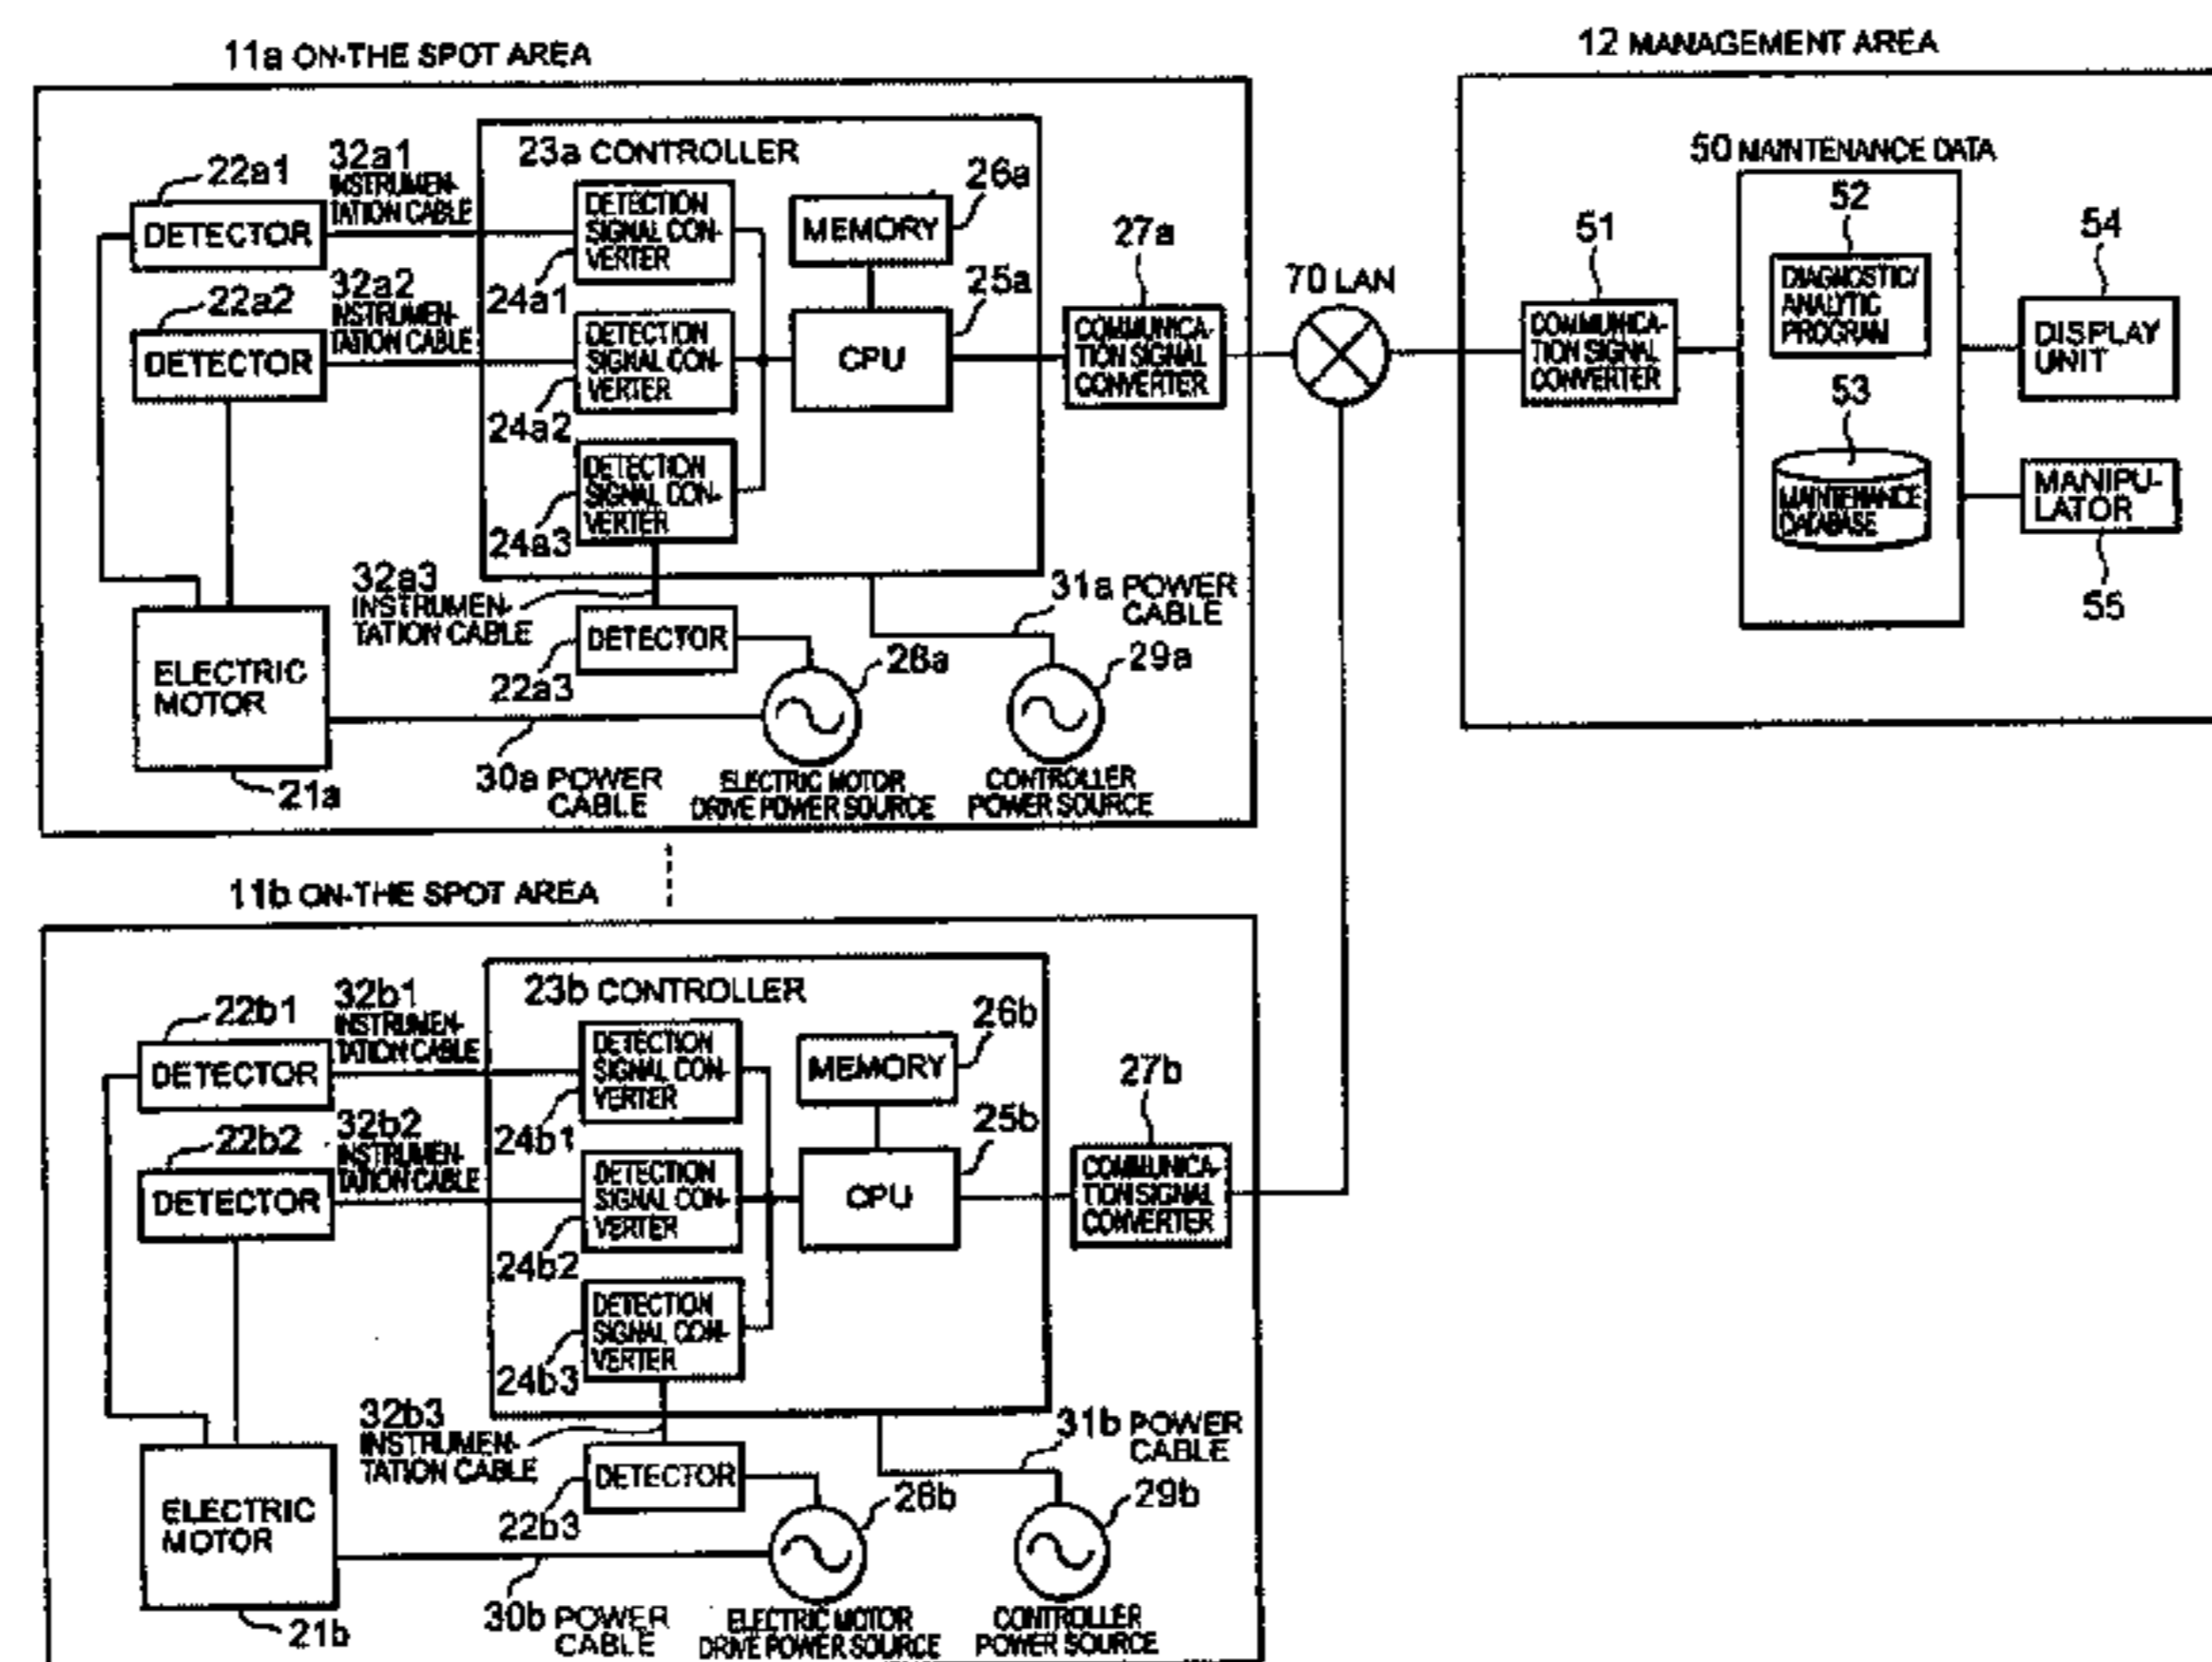 11a ON-THE SPOT AREA
12 MANAGEMENT AREA
23a CONTROLLER
50 MAINTENANCE DATA
22a1
32a1
INSTRUMEN-
TATION CABLE
DETECTOR
DETECTION
SIGNAL CON-
VERTER
24a1
MEMORY
26a
27a
70 LAN
51
52
DIAGNOSTIC/
ANALYTIC
PROGRAM
54
22a2
32a2
INSTRUMEN-
TATION CABLE
DETECTOR
DETECTION
SIGNAL CON-
VERTER
24a2
CPU
25a
COMMUNICA-
TION SIGNAL
CONVERTER
COMMUNICA-
TION SIGNAL
CONVERTER
DISPLAY
UNIT
53
MAINTENANCE
DATABASE
MANIPU-
LATOR
55
DETECTION
SIGNAL CON-
VERTER
24a3
32a3
INSTRUMEN-
TATION CABLE
DETECTOR
22a3
31a POWER
CABLE
26a
29a
ELECTRIC
MOTOR
21a
30a POWER
CABLE
ELECTRIC MOTOR
DRIVE POWER SOURCE
CONTROLLER
POWER SOURCE
11b ON-THE SPOT AREA
23b CONTROLLER
22b1
32b1
INSTRUMEN-
TATION CABLE
DETECTOR
DETECTION
SIGNAL CON-
VERTER
24b1
MEMORY
26b
27b
22b2
32b2
INSTRUMEN-
TATION CABLE
DETECTOR
DETECTION
SIGNAL CON-
VERTER
24b2
CPU
25b
COMMUNICA-
TION SIGNAL
CONVERTER
DETECTION
SIGNAL CON-
VERTER
24b3
32b3
INSTRUMEN-
TATION CABLE
DETECTOR
22b3
31b POWER
CABLE
26b
29b
ELECTRIC
MOTOR
21b
30b POWER
CABLE
ELECTRIC MOTOR
DRIVE POWER SOURCE
CONTROLLER
POWER SOURCE